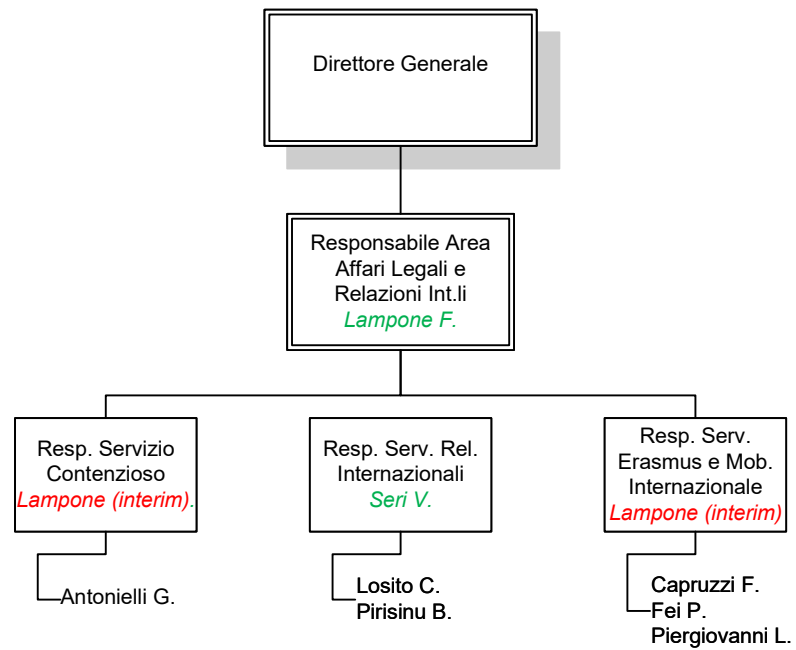 Direttore Generale
Responsabile Area
Affari Legali e
Relazioni Int.li
Lampone F.
Resp. Servizio
Contenzioso
Lampone (interim).
Resp. Serv. Rel.
Internazionali
Seri V.
Resp. Serv.
Erasmus e Mob.
Internazionale
Lampone (interim)
Antonielli G.
Losito C.
Pirisinu B.
Capruzzi F.
Fei P.
Piergiovanni L.